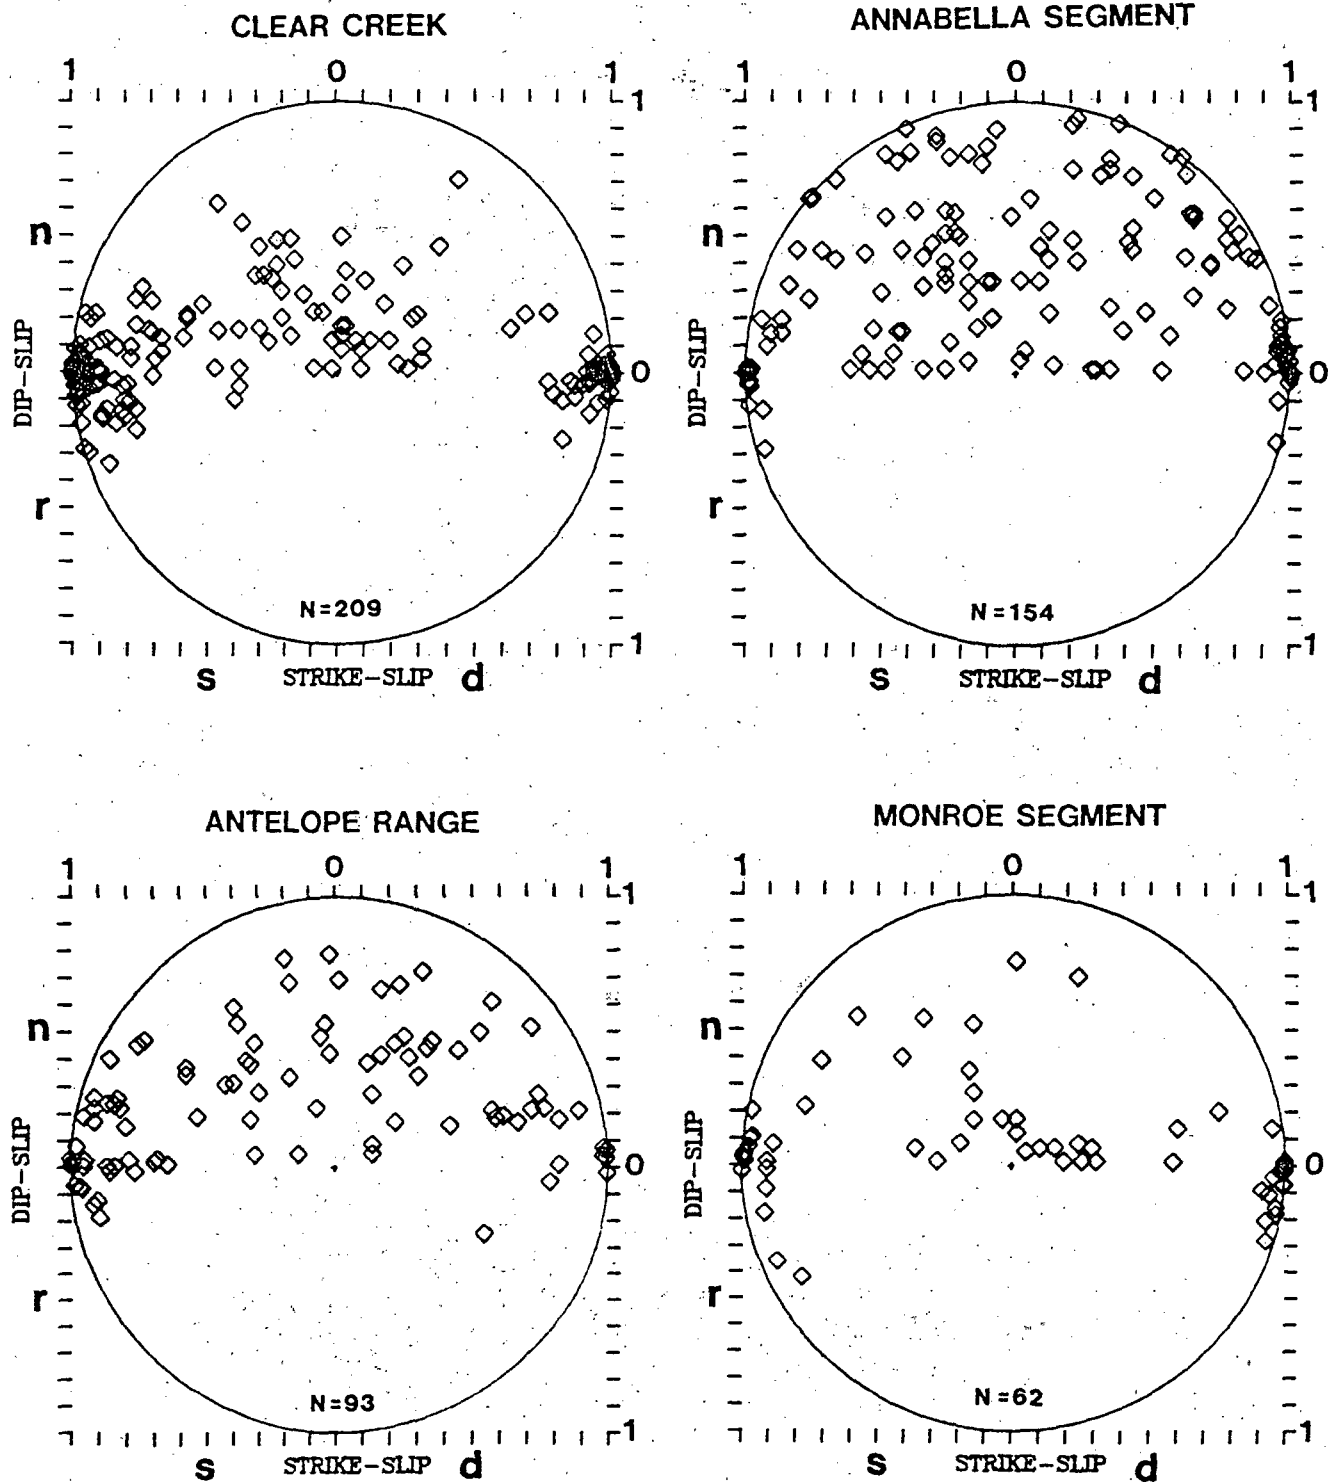 CLEAR CREEK
1 0 1
1
n
DIP-SLIP
0
r
N=209
1
s STRIKE-SLIP d
ANNABELLA SEGMENT
1 0 1
1
n
DIP-SLIP
0
r
N=154
1
s STRIKE-SLIP d
ANTELOPE RANGE
1 0 1
1
n
DIP-SLIP
0
r
N=93
1
s STRIKE-SLIP d
MONROE SEGMENT
1 0 1
1
n
DIP-SLIP
0
r
N=62
1
s STRIKE-SLIP d